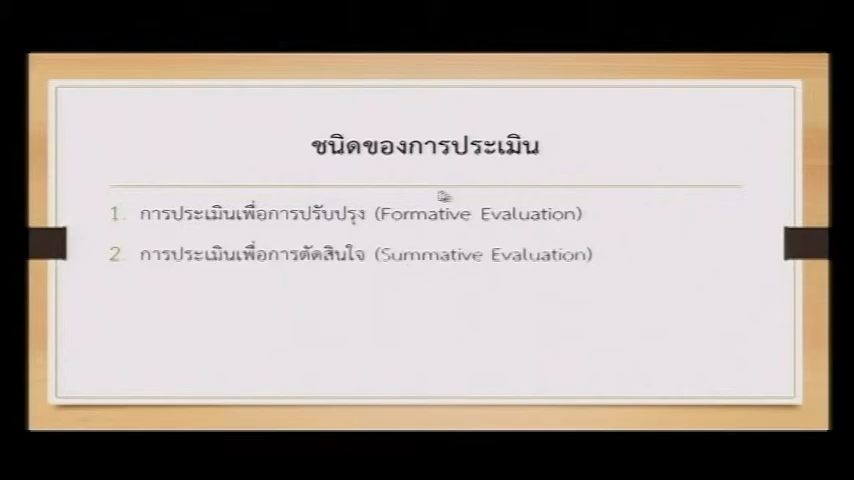 ชนิดของการประเมิน
1. การประเมินเพื่อการปรับปรุง (Formative Evaluation)
2. การประเมินเพื่อการตัดสินใจ (Summative Evaluation)